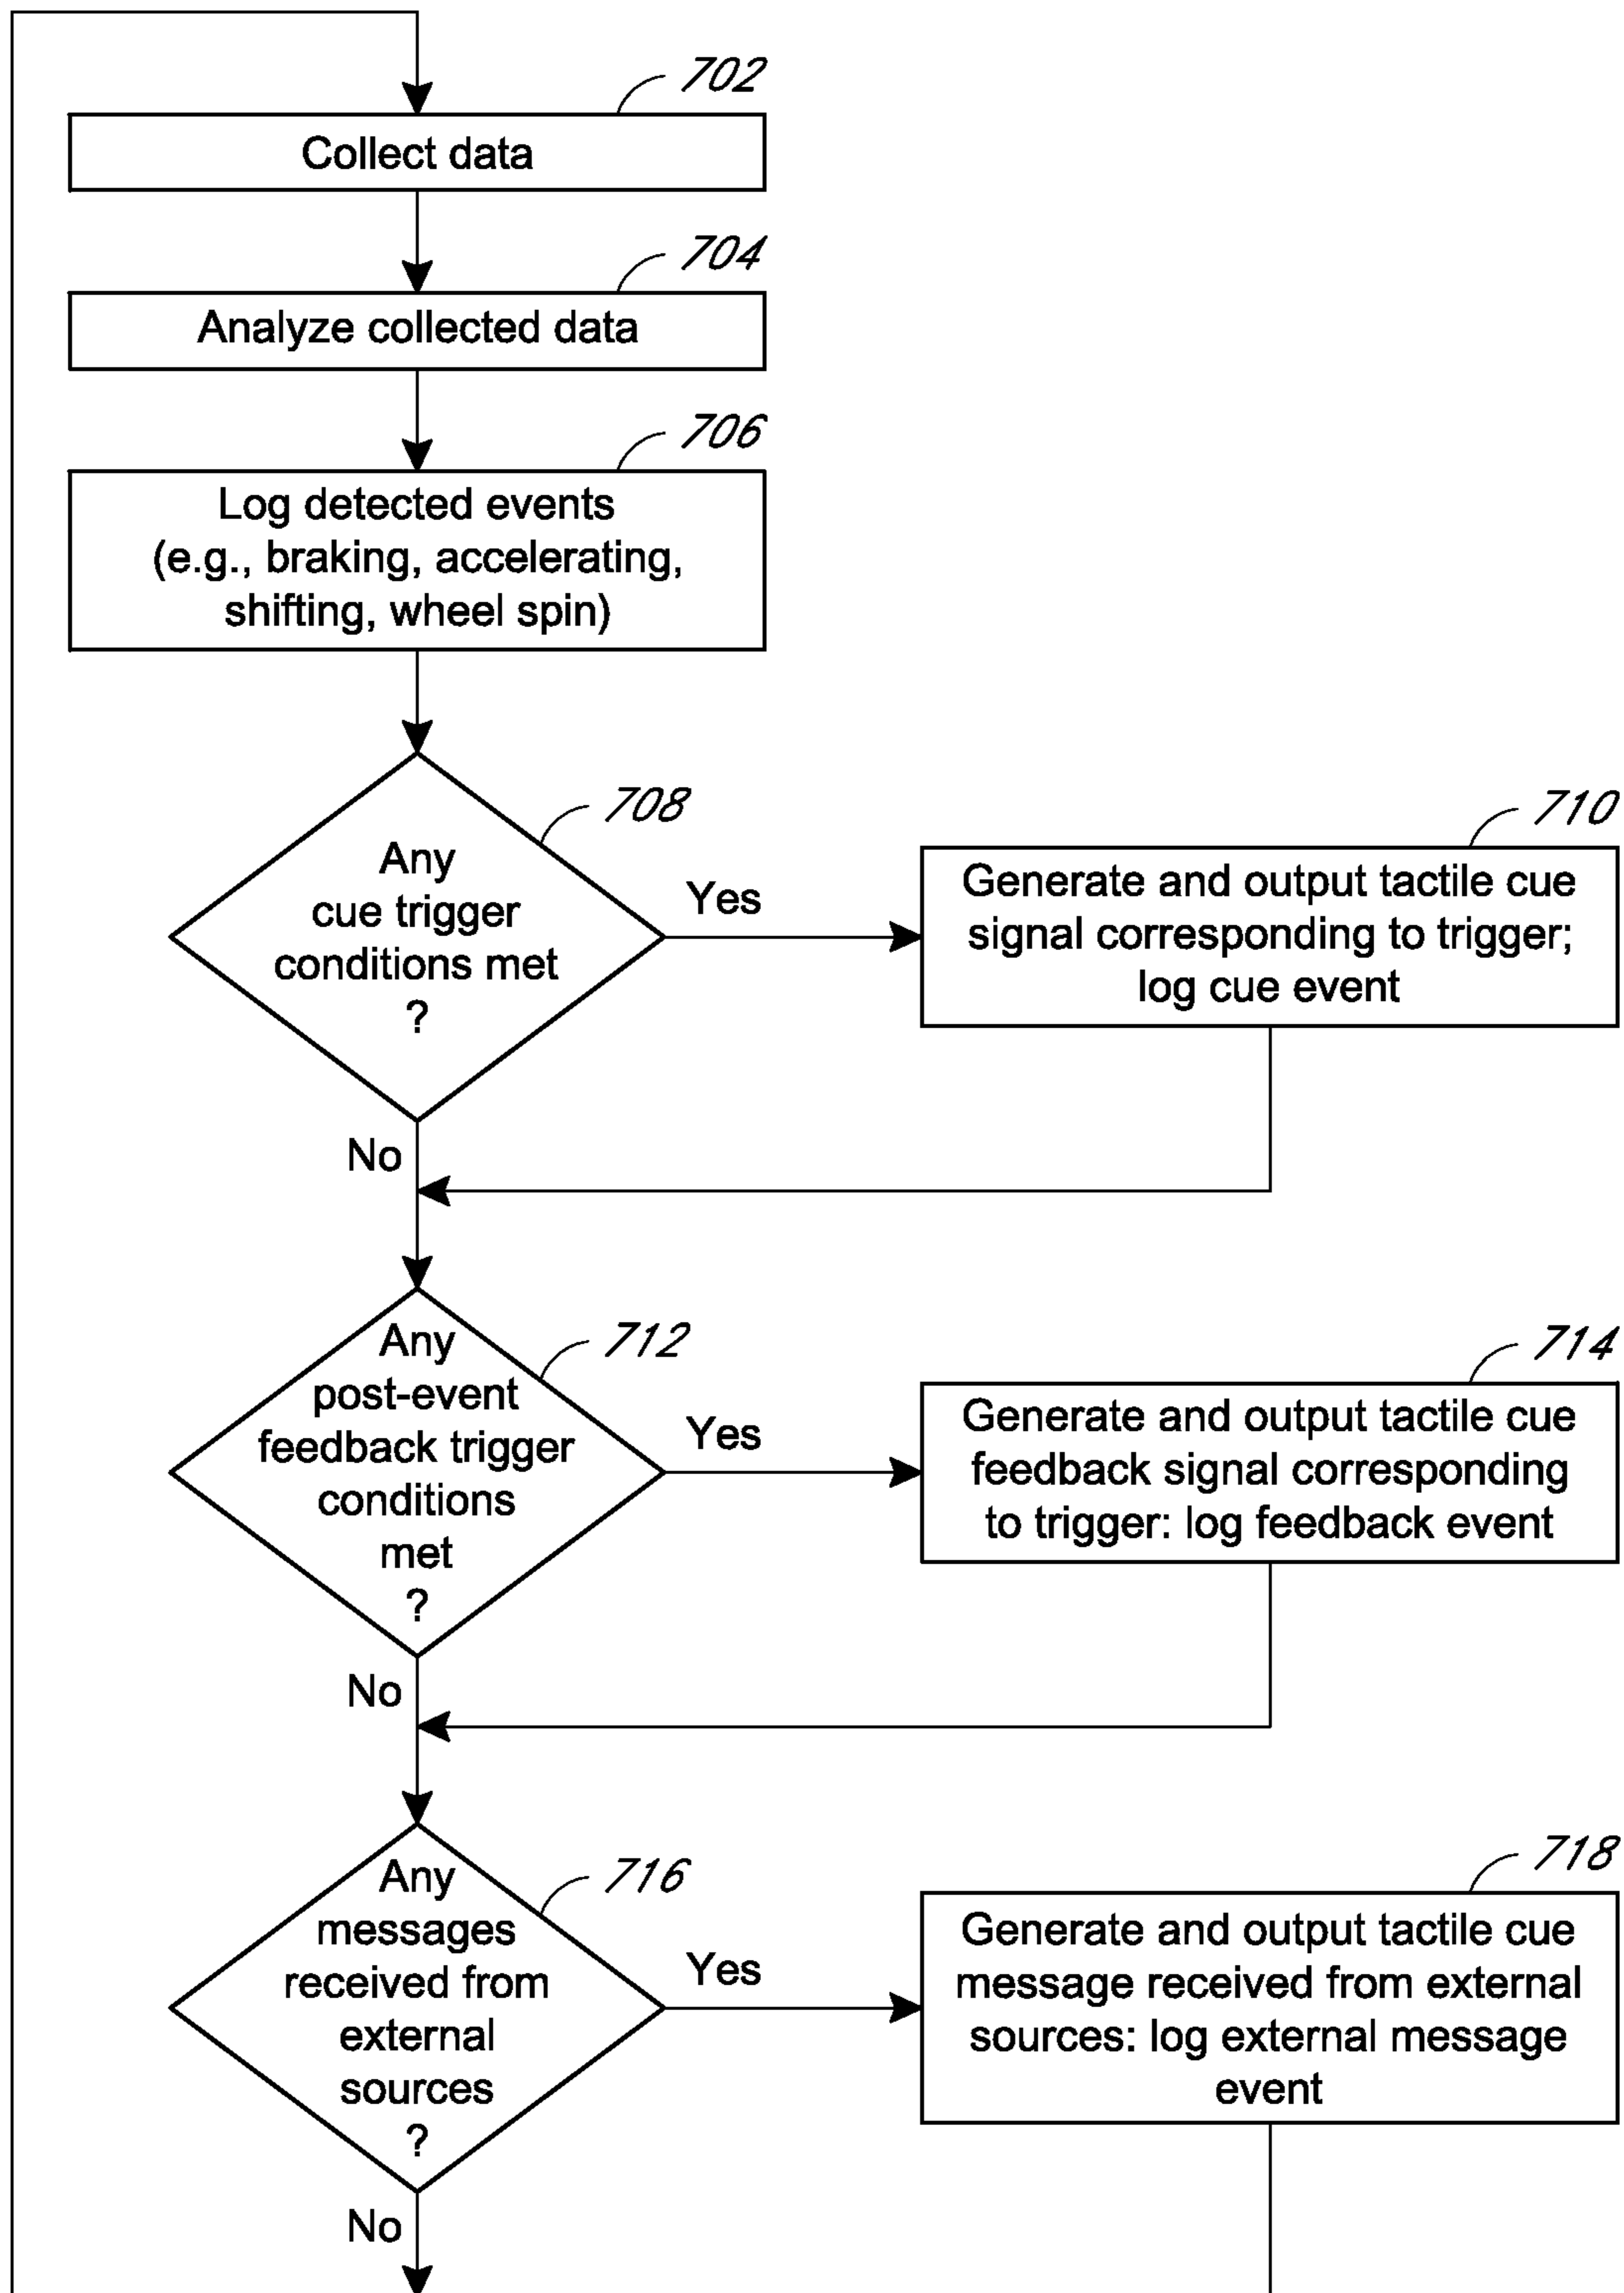 702
Collect data
704
Analyze collected data
706
Log detected events
(e.g., braking, accelerating,
shifting, wheel spin)
708
Any
cue trigger
conditions met
?
Yes
710
Generate and output tactile cue
signal corresponding to trigger;
log cue event
No
712
Any
post-event
feedback trigger
conditions
met
?
Yes
714
Generate and output tactile cue
feedback signal corresponding
to trigger: log feedback event
No
716
Any
messages
received from
external
sources
?
Yes
718
Generate and output tactile cue
message received from external
sources: log external message
event
No